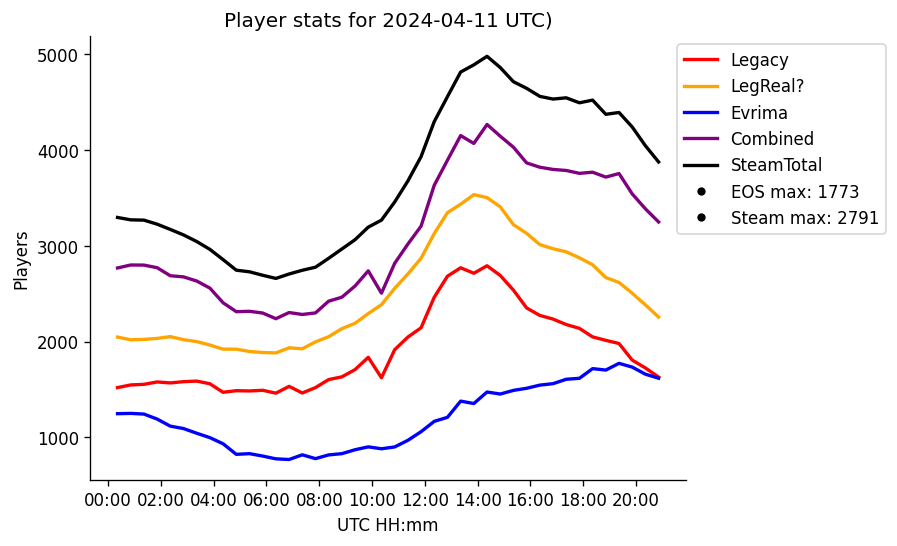 Player stats for 2024-04-11 UTC)
Legacy
LegReal?
Evrima
Combined
SteamTotal
EOS max: 1773
Steam max: 2791
5000
4000
3000
2000
1000
Players
00:00 02:00 04:00 06:00 08:00 10:00 12:00 14:00 16:00 18:00 20:00
UTC HH:mm